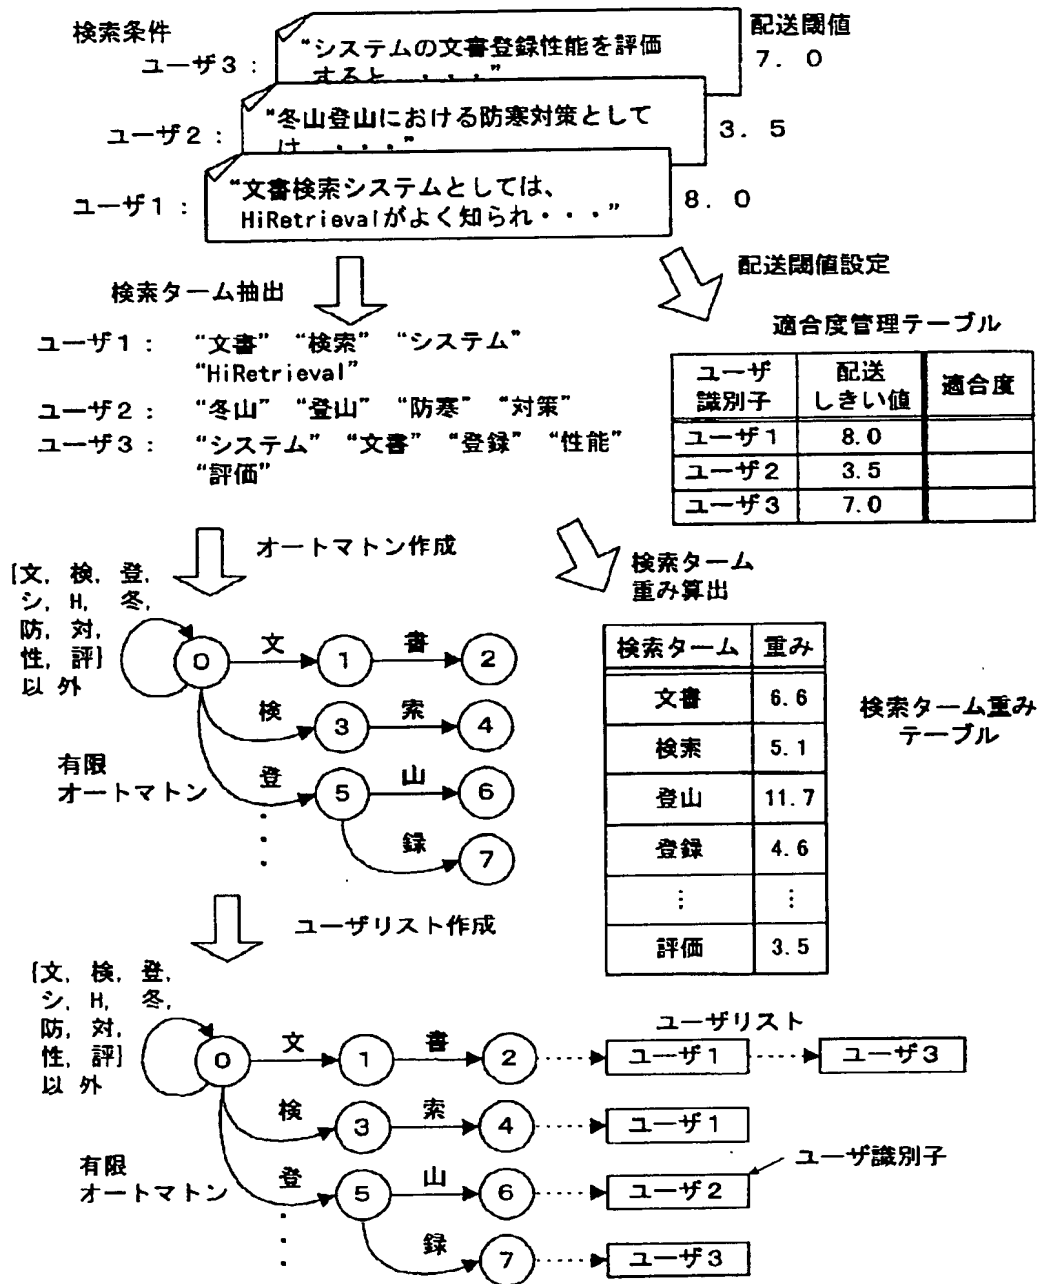 検索条件
配送閾値
ユーザ3：
“システムの文書登録性能を評価
すると ・・・・”
7．0
ユーザ2：
“冬山登山における防寒対策として
は ・・・・”
3．5
ユーザ1：
“文書検索システムとしては、
HiRetrievalがよく知られ・・・”
8．0
検索ターム抽出
配送閾値設定
ユーザ1： “文書” “検索” “システム”
“HiRetrieval”
ユーザ2： “冬山” “登山” “防寒” “対策”
ユーザ3： “システム” “文書” “登録” “性能”
“評価”
適合度管理テーブル
ユーザ識別子 配送しきい値 適合度
ユーザ1 8.0
ユーザ2 3.5
ユーザ3 7.0
オートマトン作成
検索ターム
重み算出
{文, 検, 登,
シ, H, 冬,
防, 対,
性, 評}
以外
0 文 1 書 2
検 3 索 4
登 5 山 6
録 7
有限
オートマトン
検索ターム 重み
文書 6.6
検索 5.1
登山 11.7
登録 4.6
⋮ ⋮
評価 3.5
検索ターム重み
テーブル
ユーザリスト作成
{文, 検, 登,
シ, H, 冬,
防, 対,
性, 評}
以外
ユーザリスト
0 文 1 書 2 ユーザ1 ユーザ3
検 3 索 4 ユーザ1
ユーザ識別子
登 5 山 6 ユーザ2
録 7 ユーザ3
有限
オートマトン